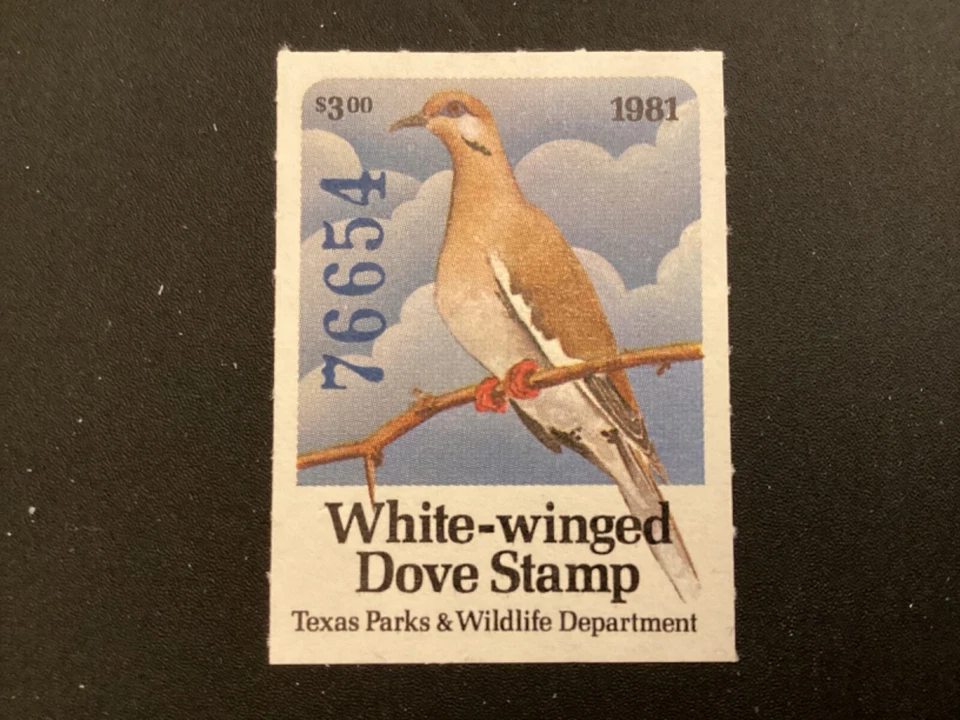 $3.00
1981
76654
White-winged
Dove Stamp
Texas Parks & Wildlife Department